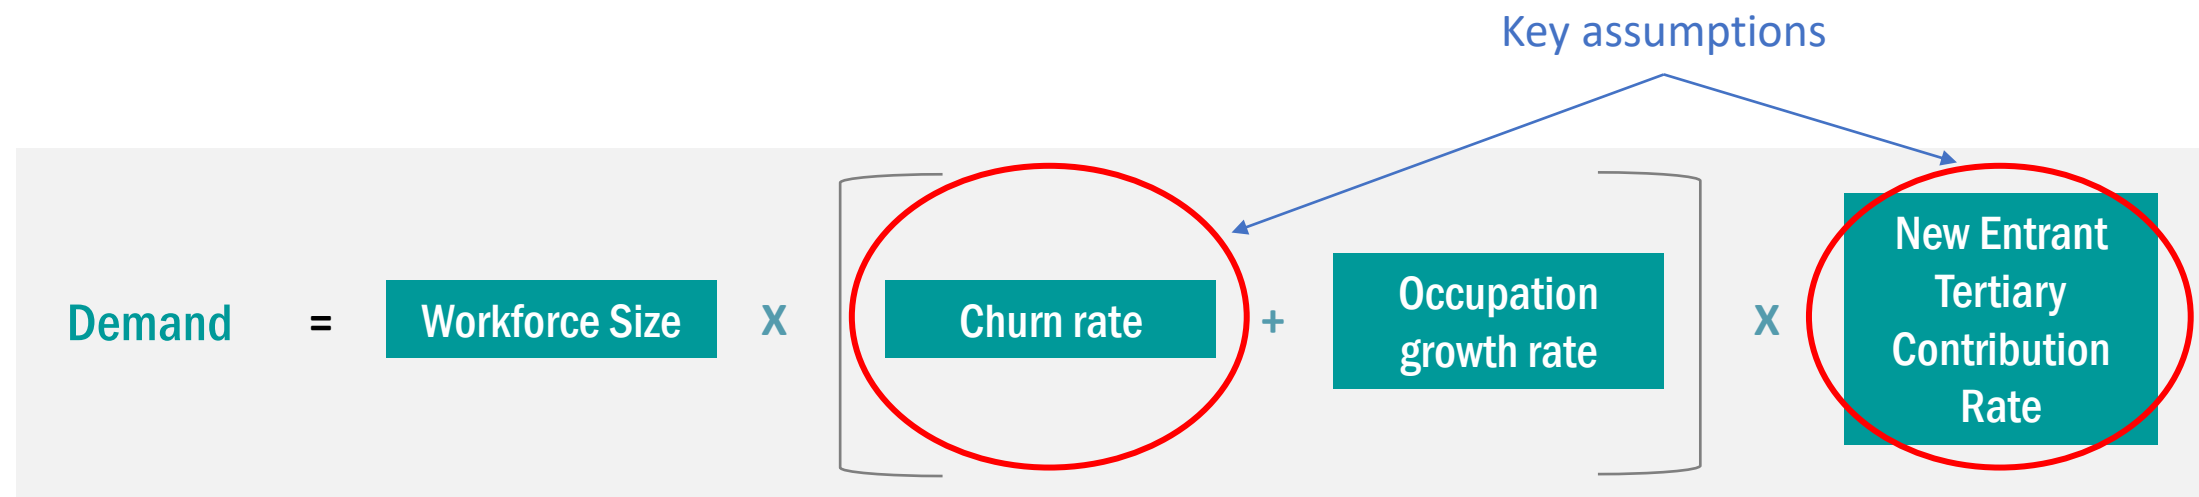 Key assumptions
Demand = Workforce Size X [ Churn rate + Occupation growth rate ] X New Entrant Tertiary Contribution Rate